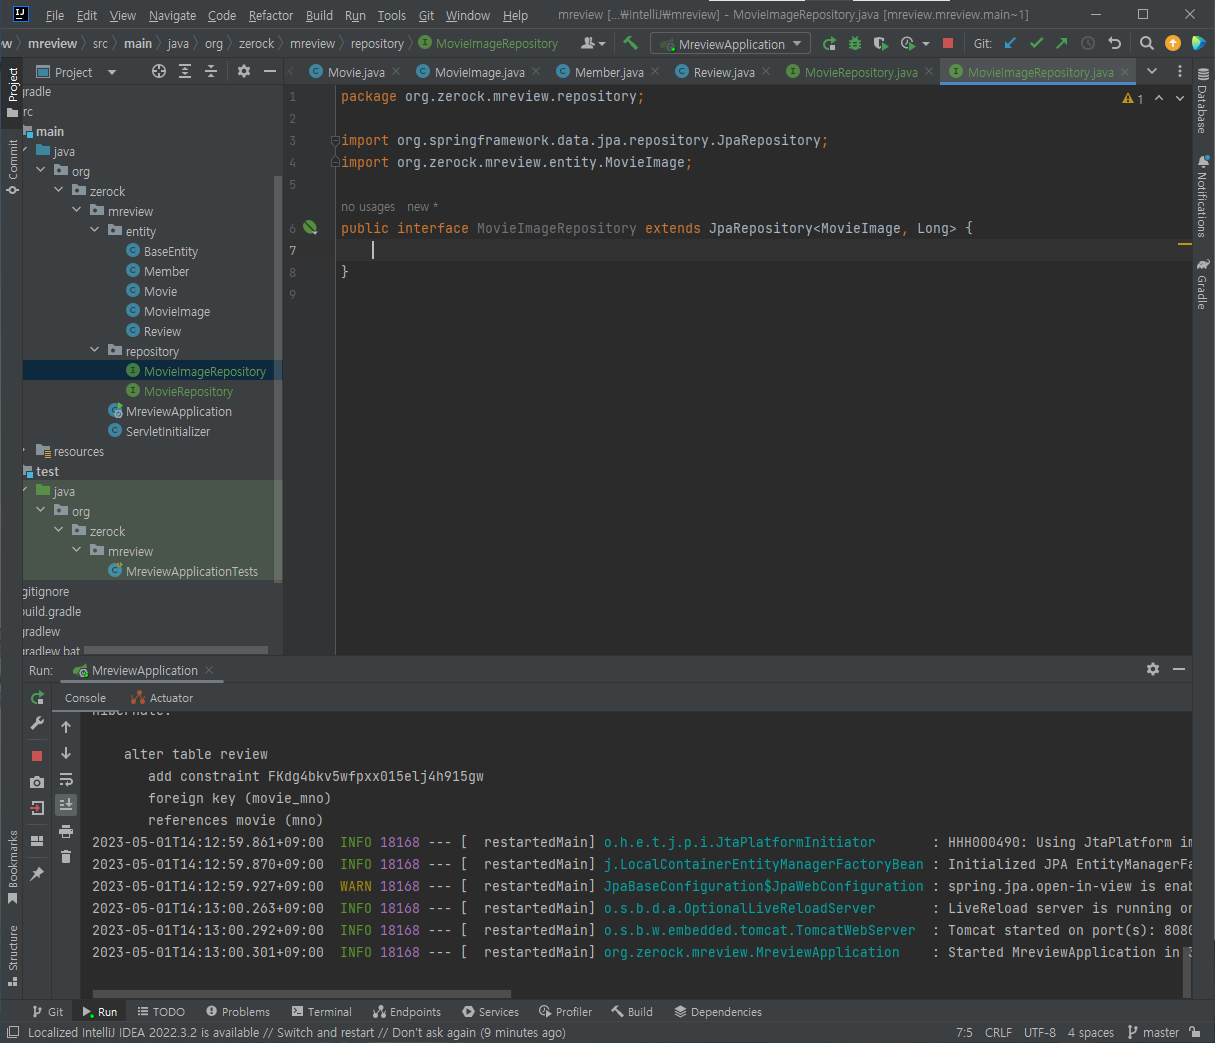 File Edit View Navigate Code Refactor Build Run Tools Git Window Help mreview [...₩IntelliJ₩mreview] - MovieImageRepository.java [mreview.mreview.main~1]
w mreview src main java org zerock mreview repository MovieImageRepository MreviewApplication Git:
Project
Movie.java MovieImage.java Member.java Review.java MovieRepository.java MovieImageRepository.java
Project
Commit
Bookmarks
Structure
Database
Notifications
Gradle
gradle
src
main
java
org
zerock
mreview
entity
BaseEntity
Member
Movie
MovieImage
Review
repository
MovieImageRepository
MovieRepository
MreviewApplication
ServletInitializer
resources
test
java
org
zerock
mreview
MreviewApplicationTests
gitignore
build.gradle
gradlew
gradlew.bat
1 package org.zerock.mreview.repository;
1
2
3 import org.springframework.data.jpa.repository.JpaRepository;
4 import org.zerock.mreview.entity.MovieImage;
5
no usages new *
6 public interface MovieImageRepository extends JpaRepository<MovieImage, Long> {
7
8 }
9
Run: MreviewApplication
Console Actuator
Hibernate:
alter table review
add constraint FKdg4bkv5wfpxx015elj4h915gw
foreign key (movie_mno)
references movie (mno)
2023-05-01T14:12:59.861+09:00 INFO 18168 --- [ restartedMain] o.h.e.t.j.p.i.JtaPlatformInitiator : HHH000490: Using JtaPlatform im
2023-05-01T14:12:59.870+09:00 INFO 18168 --- [ restartedMain] j.LocalContainerEntityManagerFactoryBean : Initialized JPA EntityManagerFa
2023-05-01T14:12:59.927+09:00 WARN 18168 --- [ restartedMain] JpaBaseConfiguration$JpaWebConfiguration : spring.jpa.open-in-view is enab
2023-05-01T14:13:00.263+09:00 INFO 18168 --- [ restartedMain] o.s.b.d.a.OptionalLiveReloadServer : LiveReload server is running on
2023-05-01T14:13:00.292+09:00 INFO 18168 --- [ restartedMain] o.s.b.w.embedded.tomcat.TomcatWebServer : Tomcat started on port(s): 8080
2023-05-01T14:13:00.301+09:00 INFO 18168 --- [ restartedMain] org.zerock.mreview.MreviewApplication : Started MreviewApplication in 3
Git Run TODO Problems Terminal Endpoints Services Profiler Build Dependencies
Localized IntelliJ IDEA 2022.3.2 is available // Switch and restart // Don't ask again (9 minutes ago) 7:5 CRLF UTF-8 4 spaces master